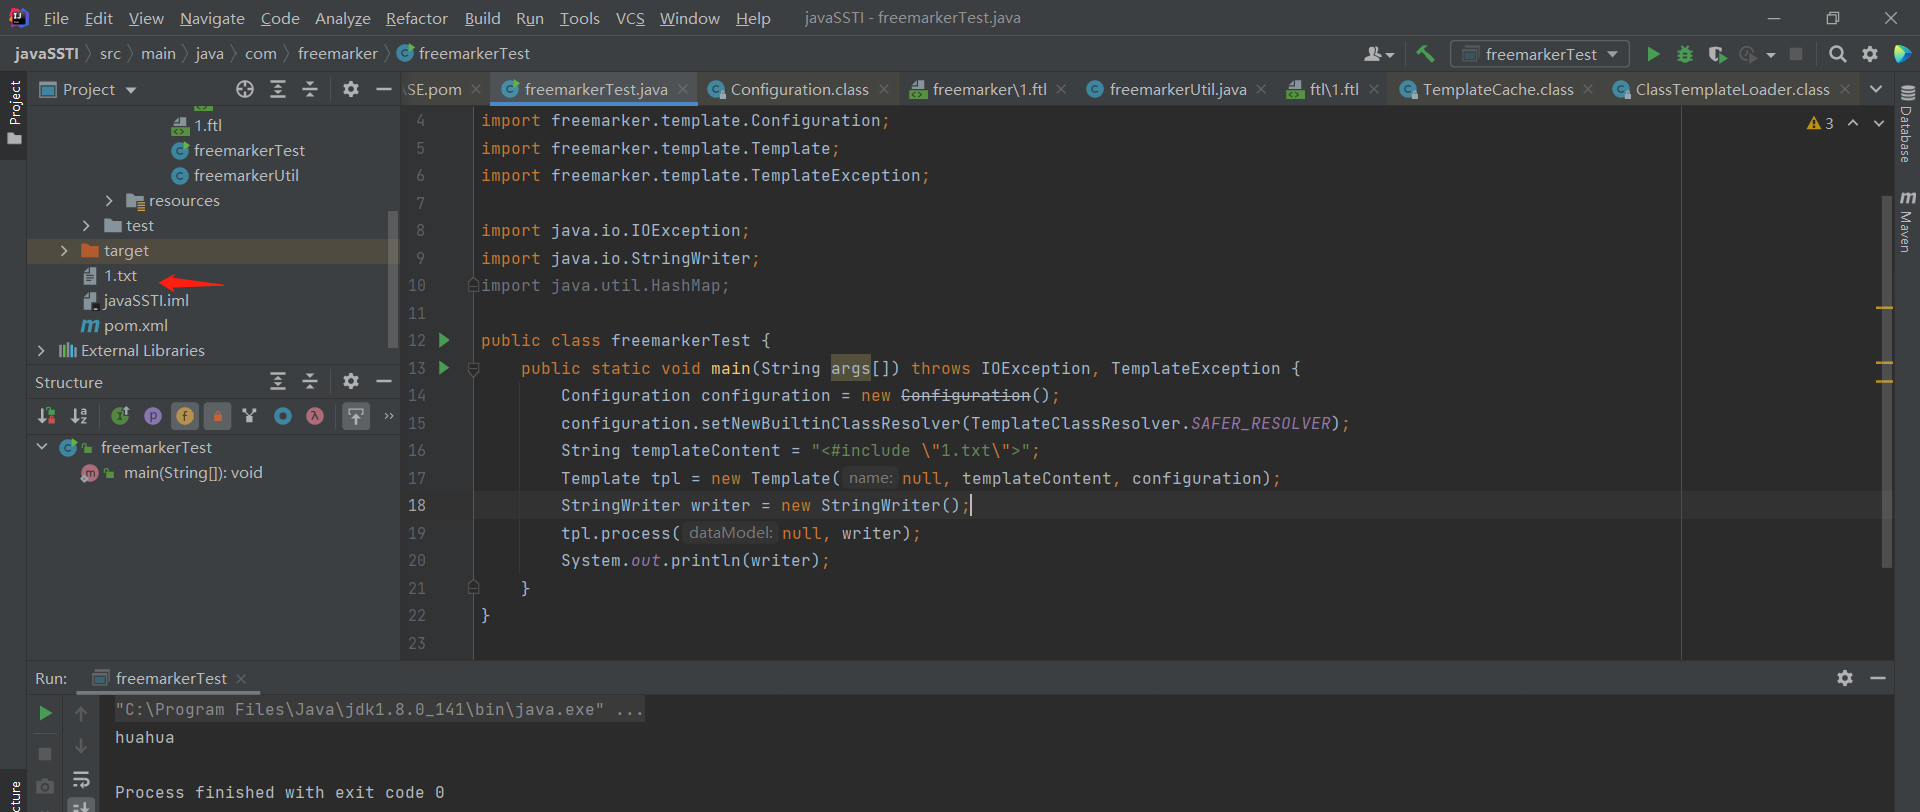 File Edit View Navigate Code Analyze Refactor Build Run Tools VCS Window Help javaSSTI - freemarkerTest.java
javaSSTI src main java com freemarker freemarkerTest
freemarkerTest
Project
\SE.pom freemarkerTest.java Configuration.class freemarker\1.ftl freemarkerUtil.java ftl\1.ftl TemplateCache.class ClassTemplateLoader.class
Project
Database
Maven
1.ftl
freemarkerTest
freemarkerUtil
resources
test
target
1.txt
javaSSTI.iml
pom.xml
External Libraries
Structure
freemarkerTest
main(String[]): void
3
4 import freemarker.template.Configuration;
5 import freemarker.template.Template;
6 import freemarker.template.TemplateException;
7
8 import java.io.IOException;
9 import java.io.StringWriter;
10 import java.util.HashMap;
11
12 public class freemarkerTest {
13 public static void main(String args[]) throws IOException, TemplateException {
14 Configuration configuration = new Configuration();
15 configuration.setNewBuiltinClassResolver(TemplateClassResolver.SAFER_RESOLVER);
16 String templateContent = "<#include \"1.txt\">";
17 Template tpl = new Template( name: null, templateContent, configuration);
18 StringWriter writer = new StringWriter();
19 tpl.process( dataModel: null, writer);
20 System.out.println(writer);
21 }
22 }
23
Run: freemarkerTest
"C:\Program Files\Java\jdk1.8.0_141\bin\java.exe" ...
huahua
Process finished with exit code 0
cture